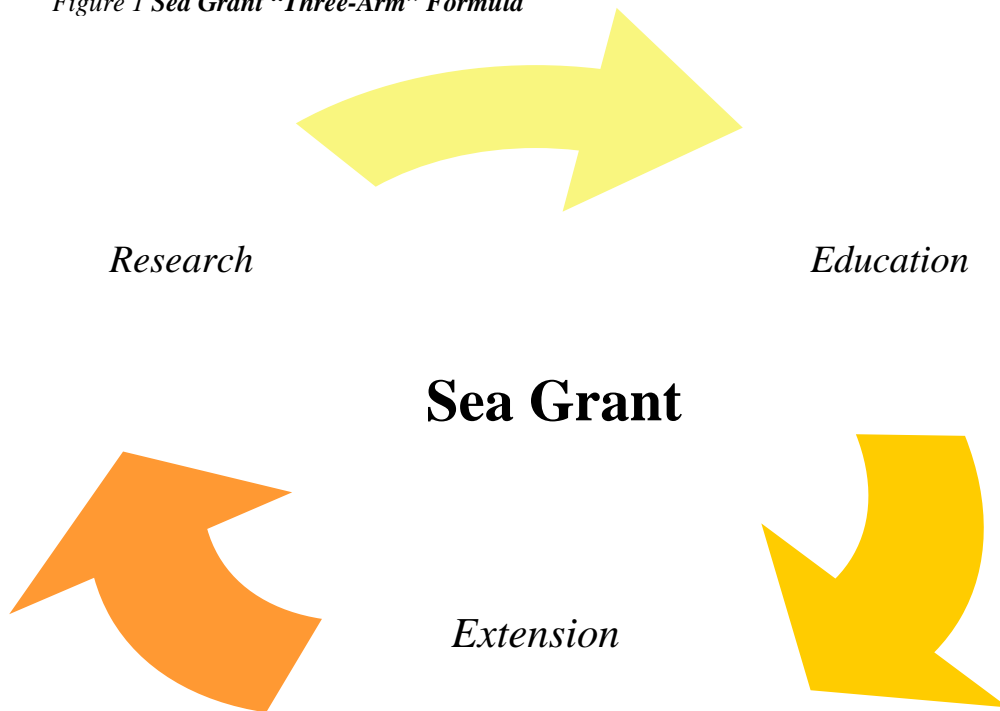 Figure 1 Sea Grant "Three-Arm" Formula
Research
Education
Sea Grant
Extension